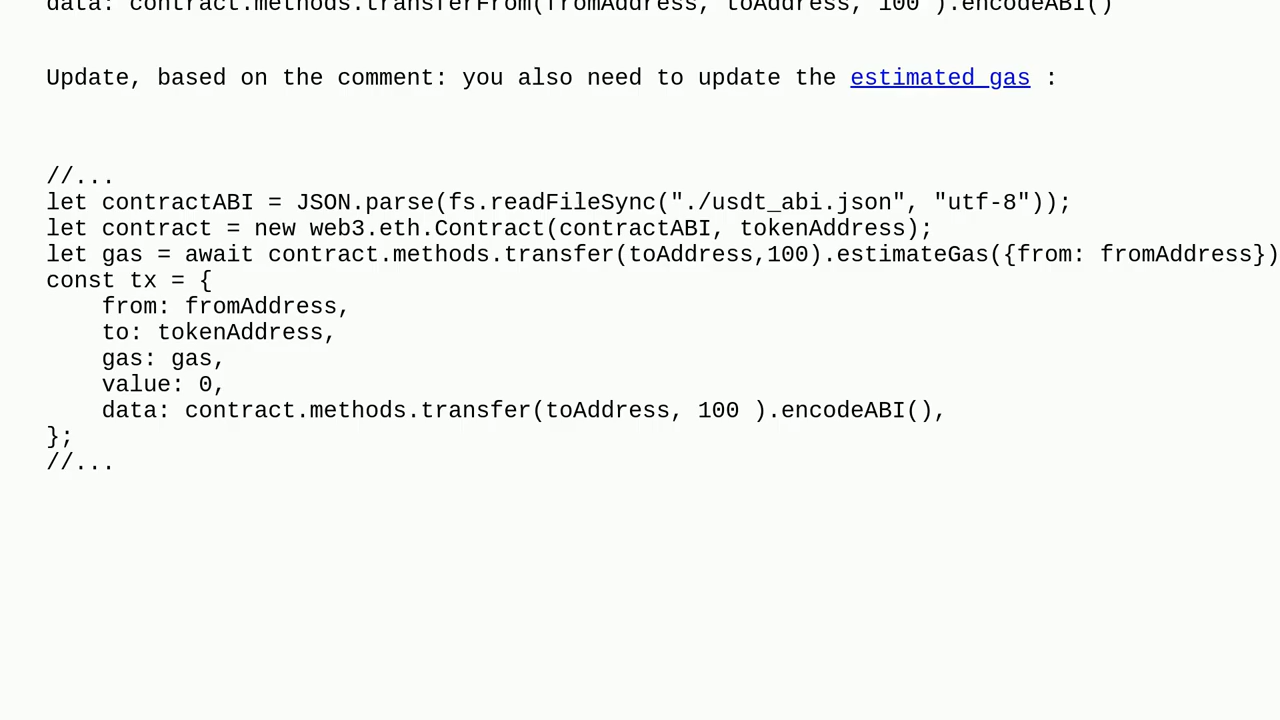 data: contract.methods.transferFrom(fromAddress, toAddress, 100 ).encodeABI()
Update, based on the comment: you also need to update the estimated gas :
//...
let contractABI = JSON.parse(fs.readFileSync("./usdt_abi.json", "utf-8"));
let contract = new web3.eth.Contract(contractABI, tokenAddress);
let gas = await contract.methods.transfer(toAddress,100).estimateGas({from: fromAddress})
const tx = {
    from: fromAddress,
    to: tokenAddress,
    gas: gas,
    value: 0,
    data: contract.methods.transfer(toAddress, 100 ).encodeABI(),
};
//...